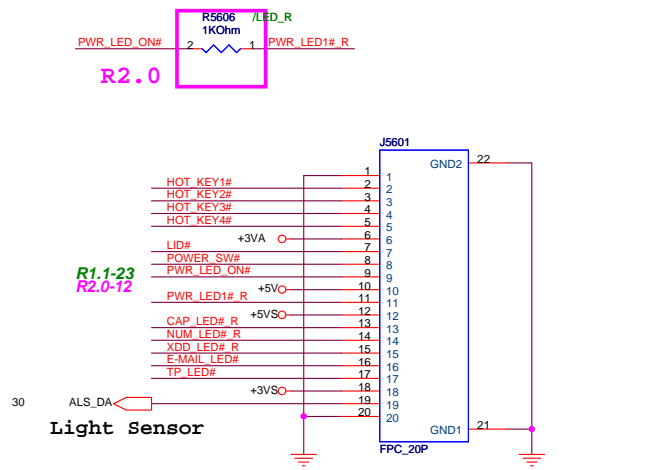 R5606 /LED_R
1KOhm
PWR_LED_ON# 2 1 PWR_LED1#_R
R2.0
J5601
GND2 22
1 1
HOT_KEY1# 2 2
HOT_KEY2# 3 3
HOT_KEY3# 4 4
HOT_KEY4# 5 5
+3VA 6 6
LID# 7 7
POWER_SW# 8 8
R1.1-23 PWR_LED_ON# 9 9
R2.0-12 +5V 10 10
PWR_LED1#_R 11 11
+5VS 12 12
CAP_LED#_R 13 13
NUM_LED#_R 14 14
XDD_LED#_R 15 15
E-MAIL_LED# 16 16
TP_LED# 17 17
+3VS 18 18
30 ALS_DA 19 19
20 20
Light Sensor
GND1 21
FPC_20P